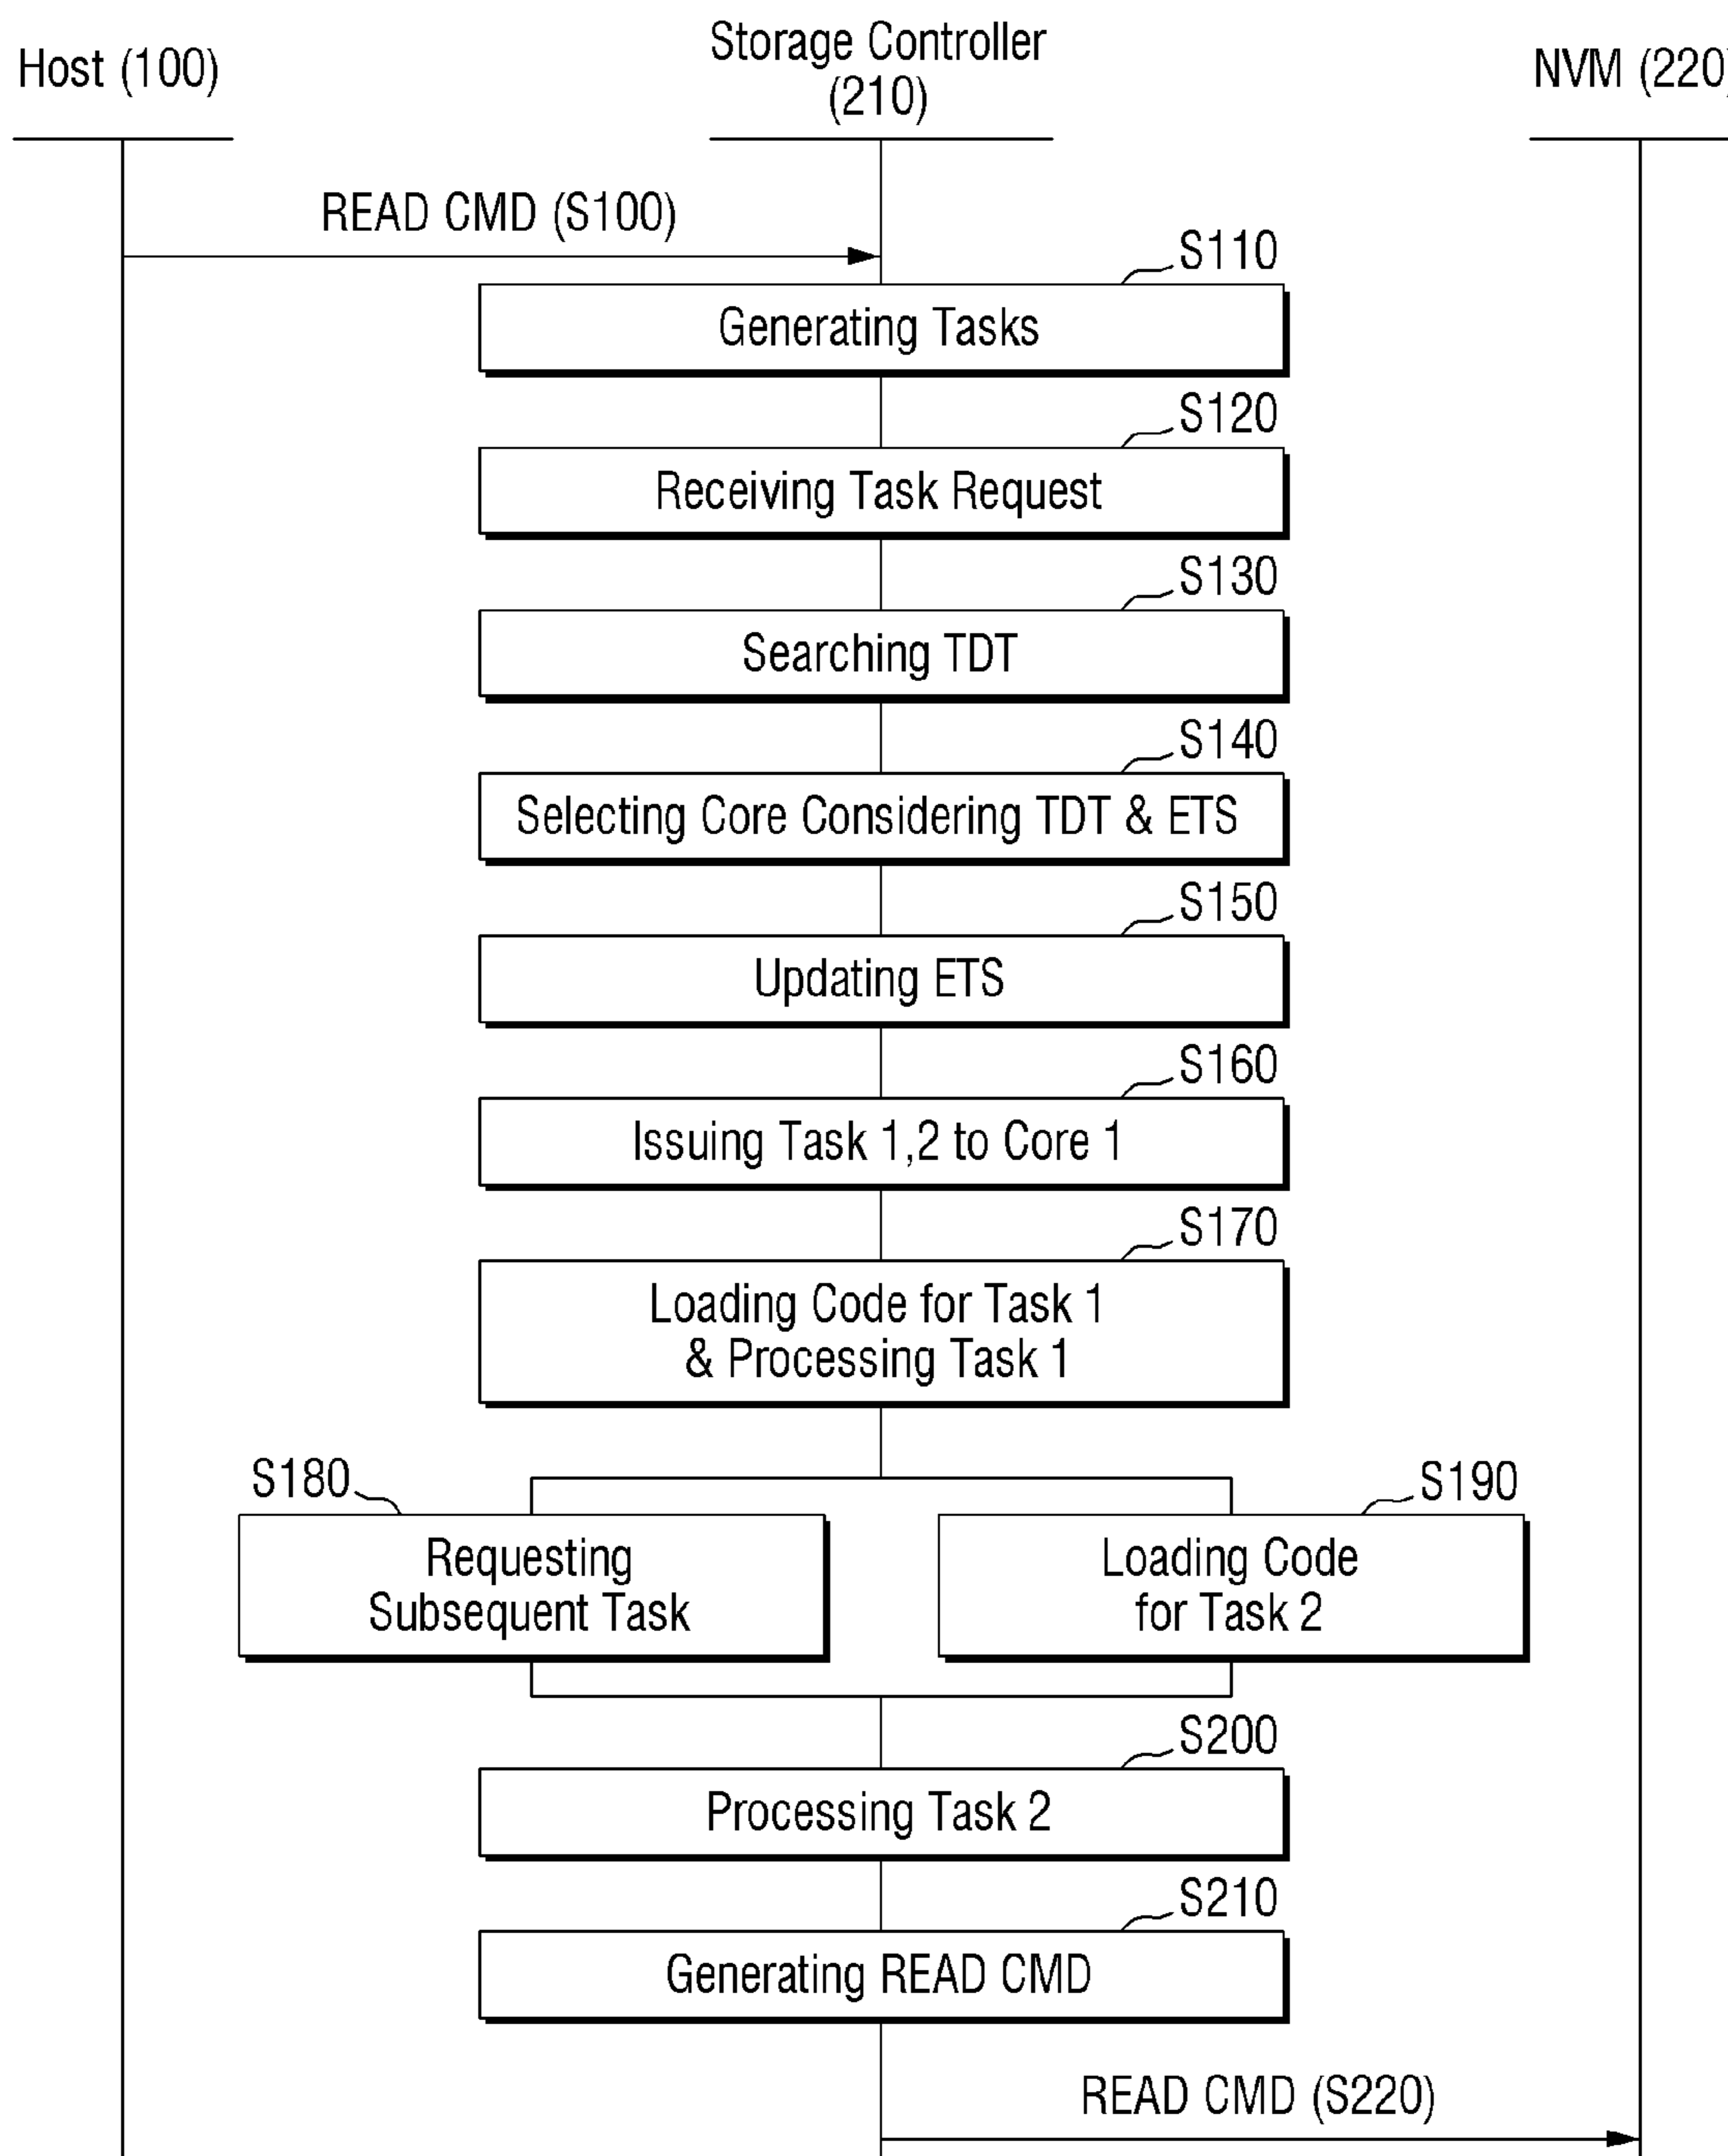 Host (100)
Storage Controller
(210)
NVM (220)
READ CMD (S100)
S110
Generating Tasks
S120
Receiving Task Request
S130
Searching TDT
S140
Selecting Core Considering TDT & ETS
S150
Updating ETS
S160
Issuing Task 1,2 to Core 1
S170
Loading Code for Task 1
& Processing Task 1
S180
Requesting
Subsequent Task
S190
Loading Code
for Task 2
S200
Processing Task 2
S210
Generating READ CMD
READ CMD (S220)